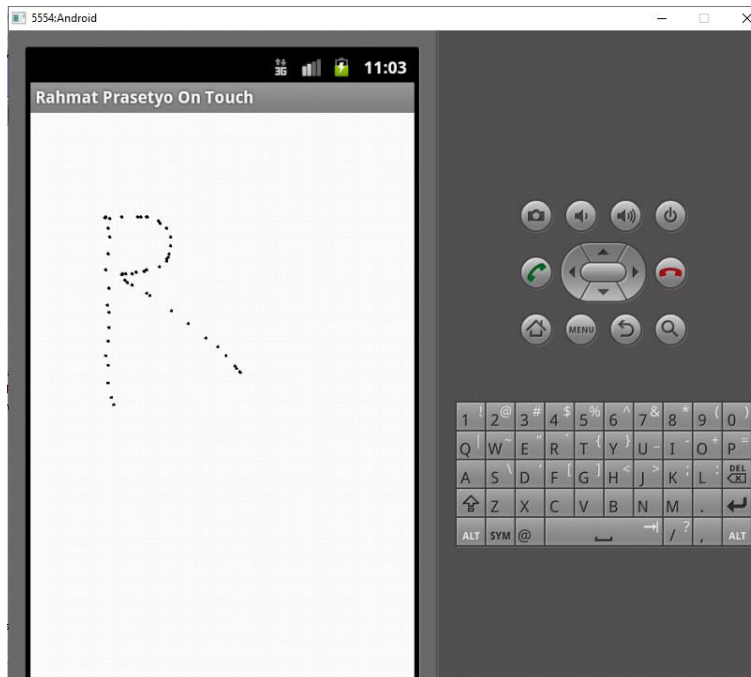 5554:Android
3G 11:03
Rahmat Prasetyo On Touch
R
MENU
1 ! 2 @ 3 # 4 $ 5 % 6 ^ 7 & 8 * 9 ( 0 )
Q | W ~ E " R ` T { Y } U _ I - O + P =
A S \ D ' F [ G ] H < J > K ; L : DEL
Z X C V B N M .
ALT SYM @ / ? , ALT